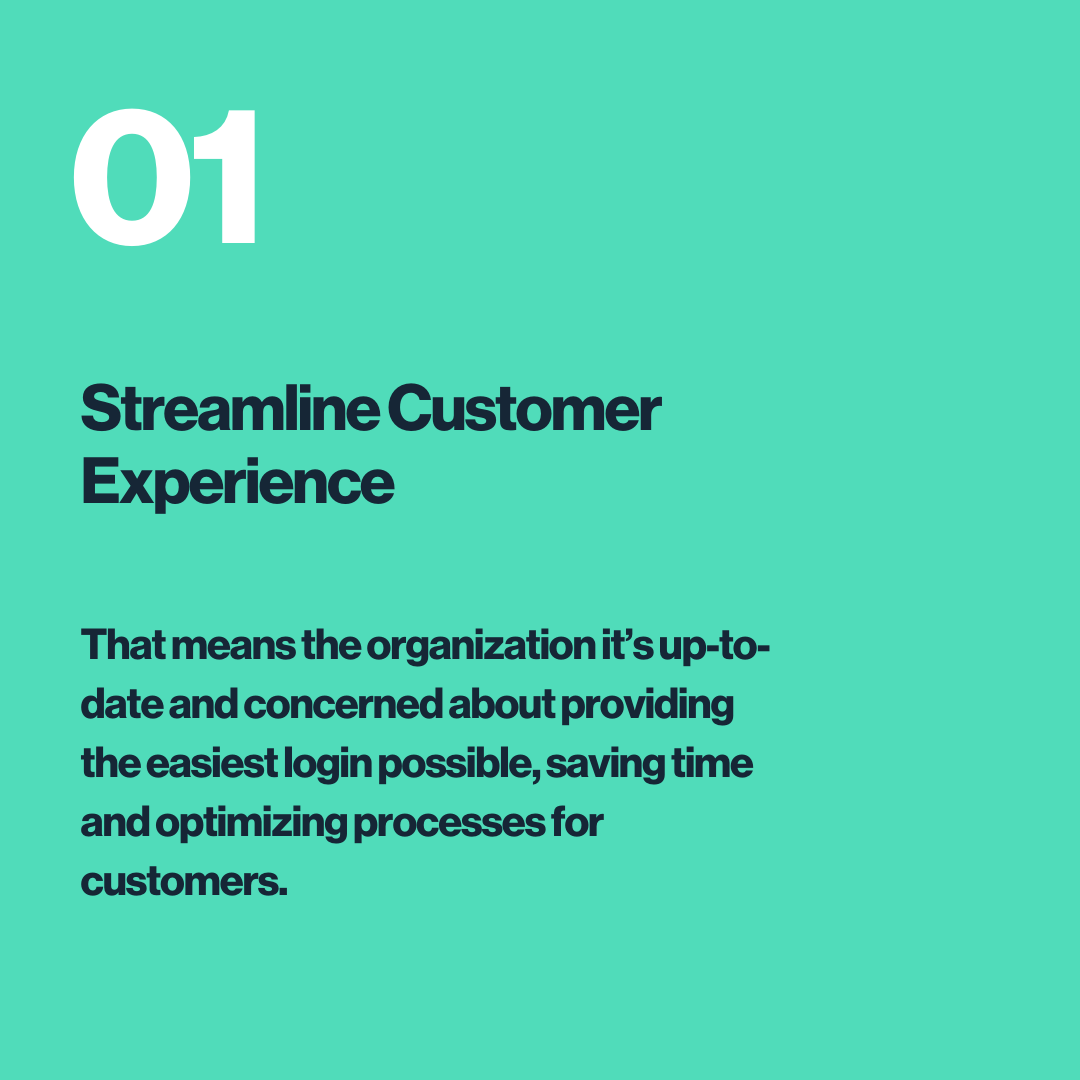 01
Streamline Customer
Experience
That means the organization it’s up-to-
date and concerned about providing
the easiest login possible, saving time
and optimizing processes for
customers.